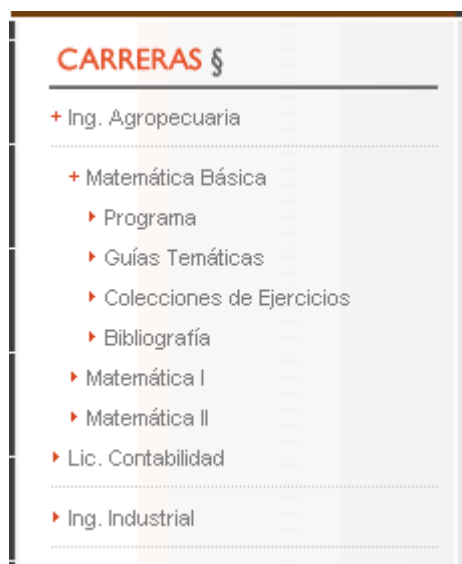 CARRERAS §
+ Ing. Agropecuaria
+ Matemática Básica
Programa
Guías Temáticas
Colecciones de Ejercicios
Bibliografía
Matemática I
Matemática II
Lic. Contabilidad
Ing. Industrial